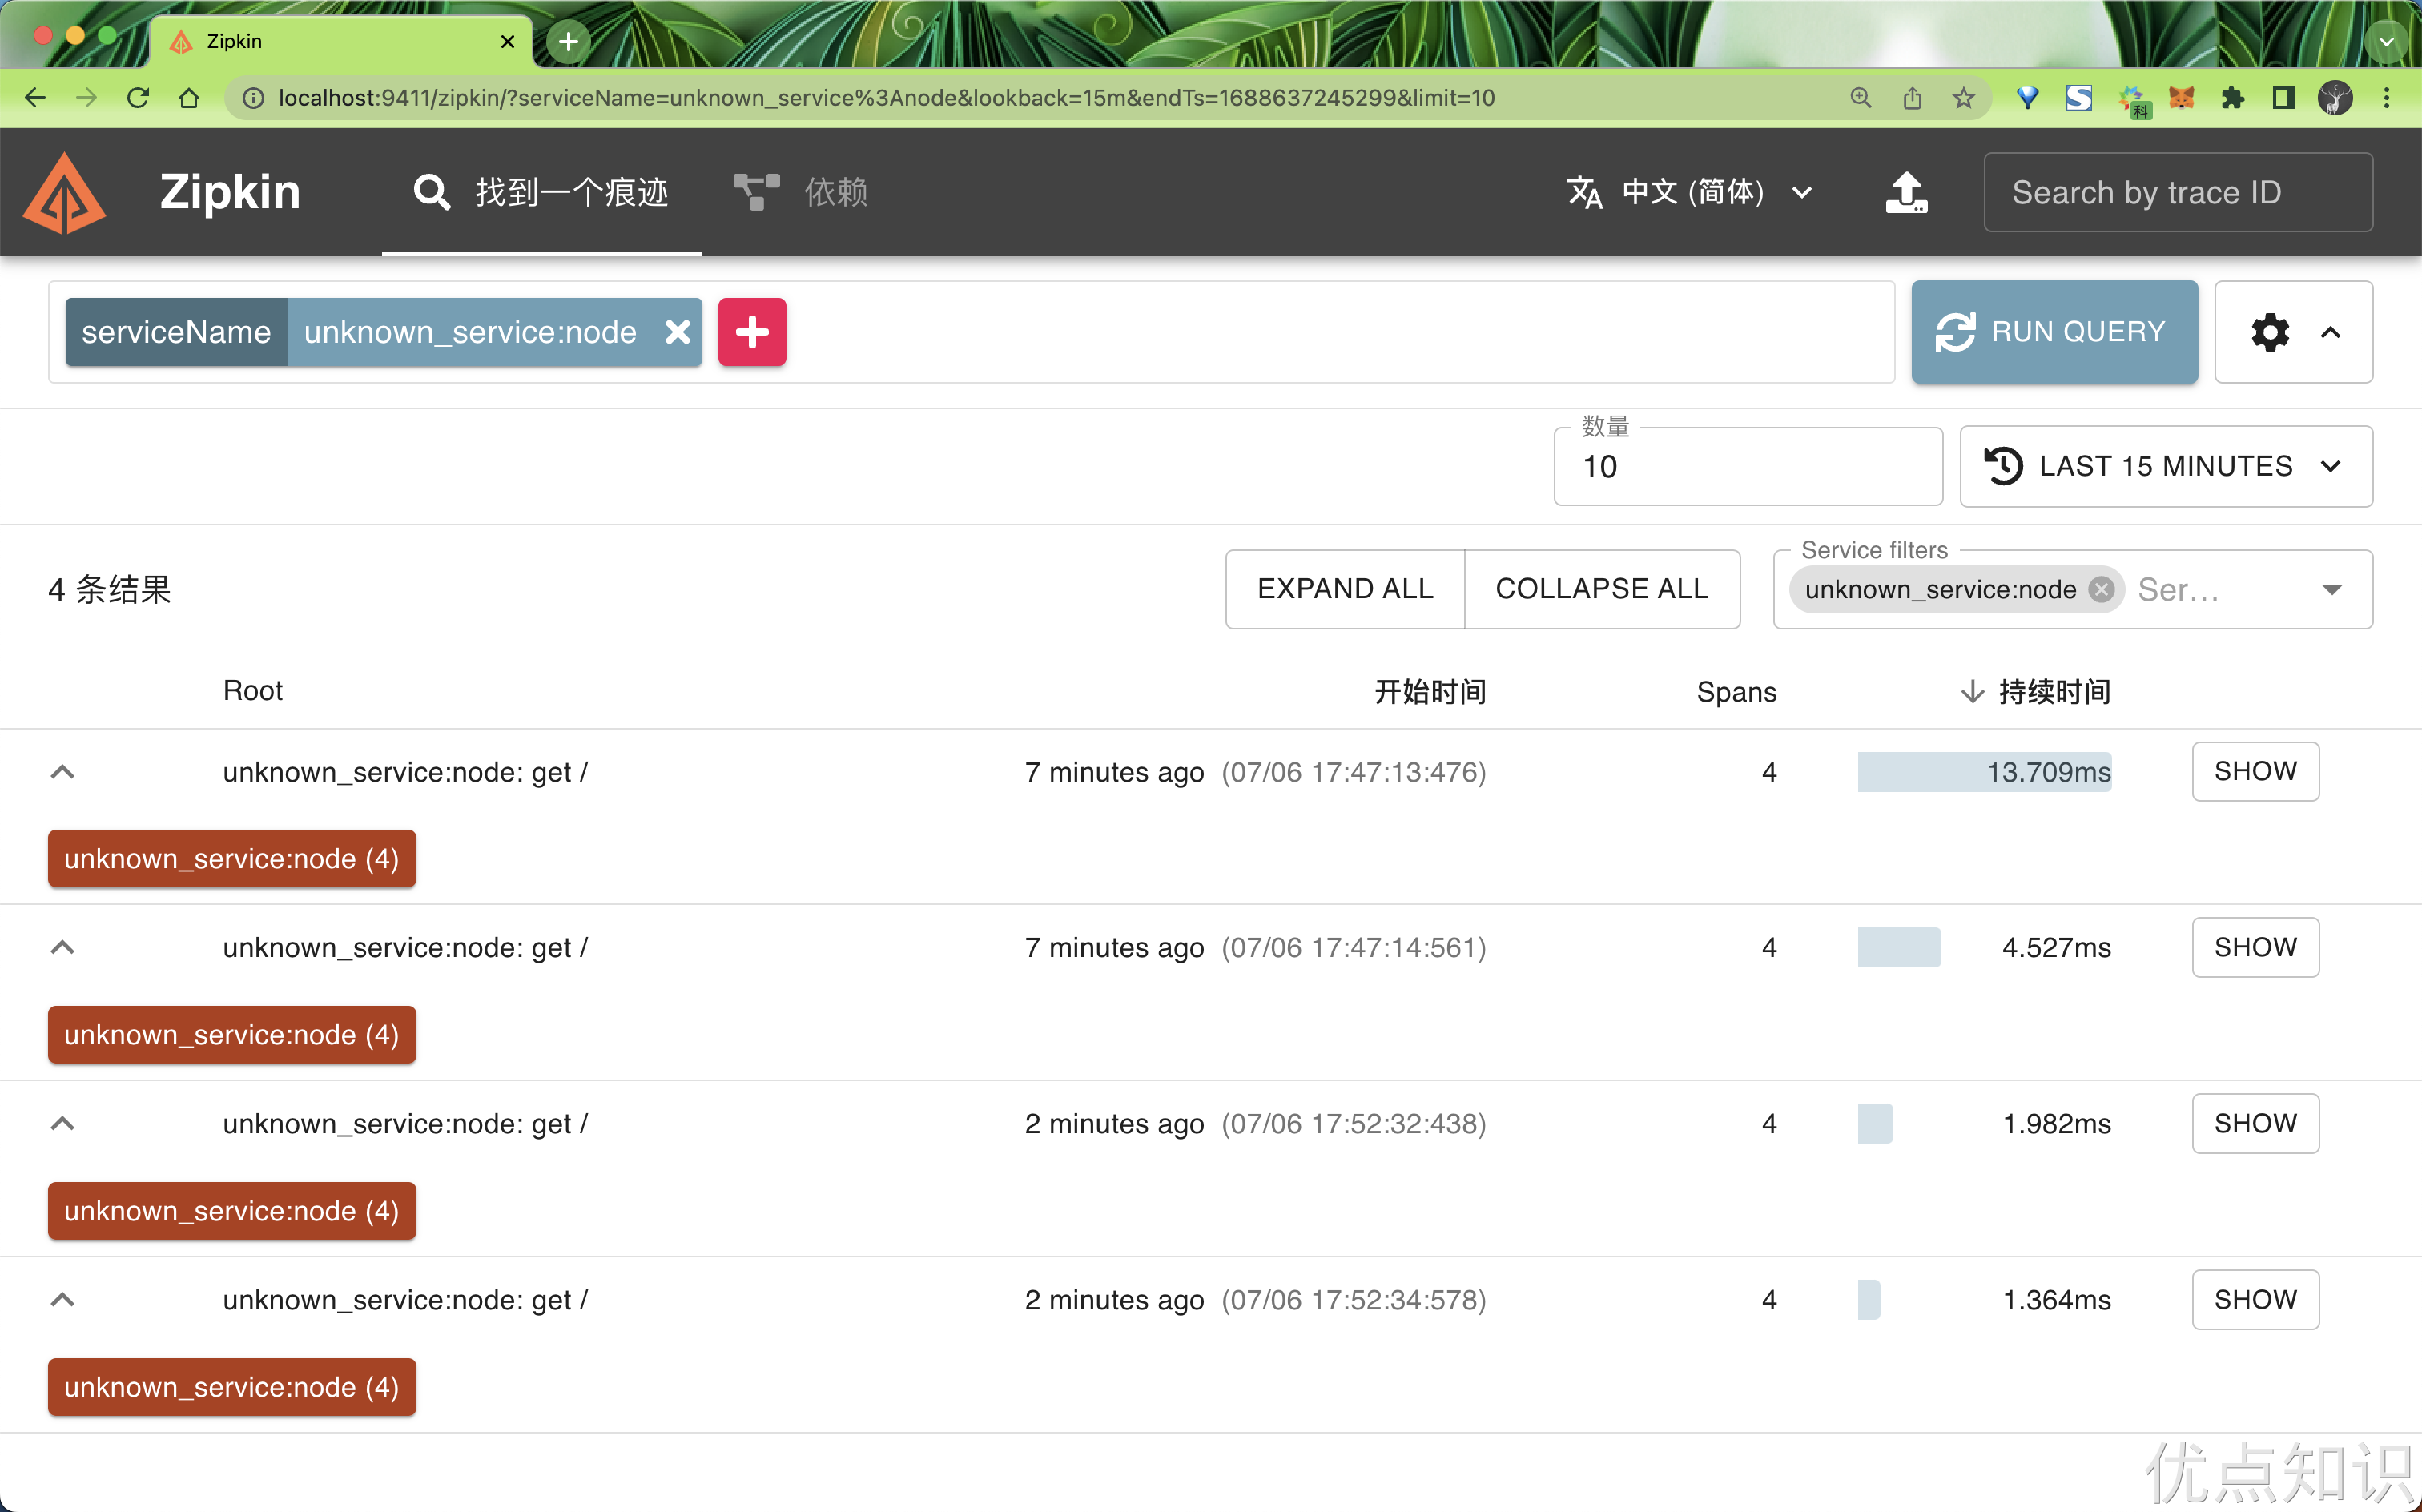 Zipkin
localhost:9411/zipkin/?serviceName=unknown_service%3Anode&lookback=15m&endTs=1688637245299&limit=10
科
Zipkin 找到一个痕迹 依赖 中文 (简体) Search by trace ID
serviceName unknown_service:node RUN QUERY
数量
10 LAST 15 MINUTES
Service filters
4 条结果 EXPAND ALL COLLAPSE ALL unknown_service:node Ser...
Root 开始时间 Spans 持续时间
unknown_service:node: get / 7 minutes ago (07/06 17:47:13:476) 4 13.709ms SHOW
unknown_service:node (4)
unknown_service:node: get / 7 minutes ago (07/06 17:47:14:561) 4 4.527ms SHOW
unknown_service:node (4)
unknown_service:node: get / 2 minutes ago (07/06 17:52:32:438) 4 1.982ms SHOW
unknown_service:node (4)
unknown_service:node: get / 2 minutes ago (07/06 17:52:34:578) 4 1.364ms SHOW
unknown_service:node (4)
优点知识